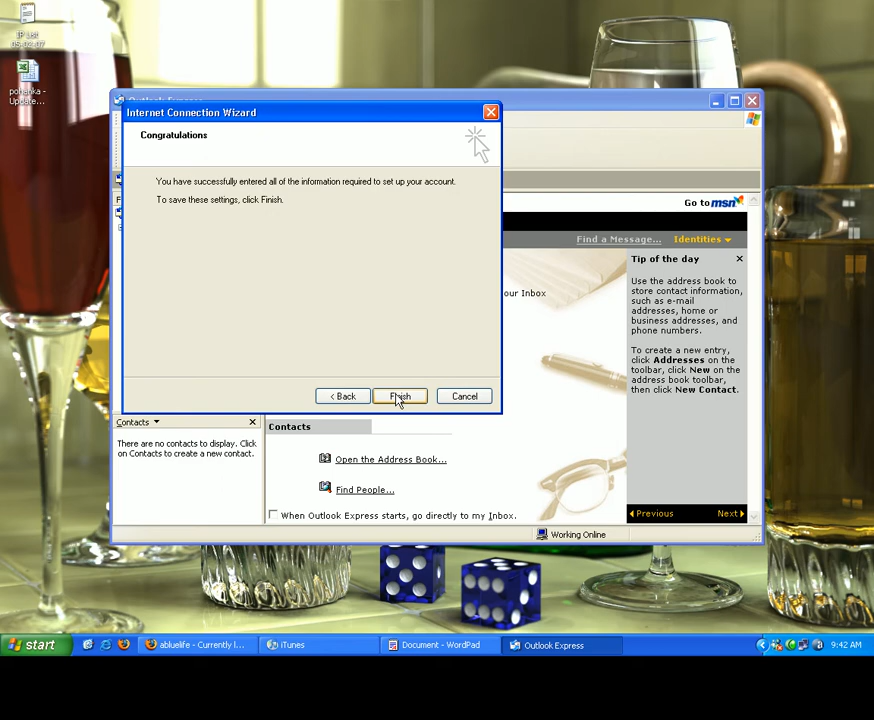 IP List
05-02-07
pohanka -
Update...
Outlook Express
Internet Connection Wizard
Congratulations
You have successfully entered all of the information required to set up your account.
To save these settings, click Finish.
< Back
Finish
Cancel
Go to msn
Find a Message...
Identities
our Inbox
Tip of the day
Use the address book to
store contact information,
such as e-mail
addresses, home or
business addresses, and
phone numbers.
To create a new entry,
click Addresses on the
toolbar, click New on the
address book toolbar,
then click New Contact.
Previous
Next
Contacts
There are no contacts to display. Click
on Contacts to create a new contact.
Contacts
Open the Address Book...
Find People...
When Outlook Express starts, go directly to my Inbox.
Working Online
start
abluelife - Currently l...
iTunes
Document - WordPad
Outlook Express
9:42 AM